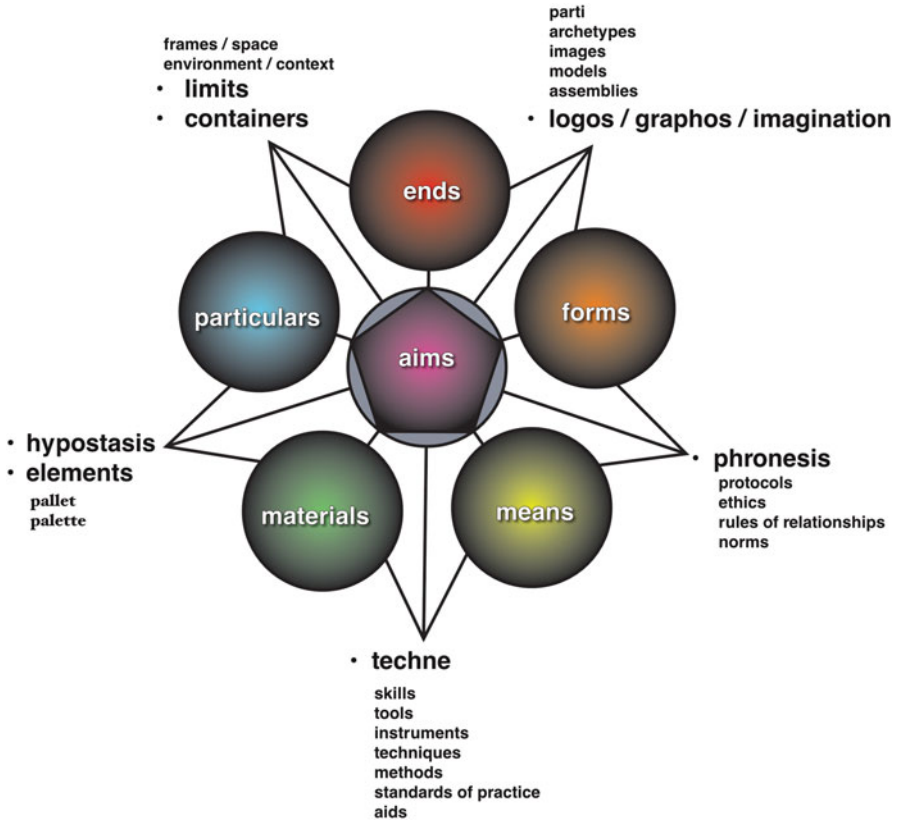 frames / space
environment / context
• limits
• containers
parti
archetypes
images
models
assemblies
• logos / graphos / imagination
ends
particulars
forms
aims
• hypostasis
• elements
pallet
palette
• phronesis
protocols
ethics
rules of relationships
norms
materials
means
• techne
skills
tools
instruments
techniques
methods
standards of practice
aids